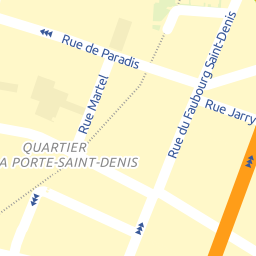 Rue de Paradis
Rue Martel
Rue du Faubourg Saint-Denis
Rue Jarry
QUARTIER
A PORTE-SAINT-DENIS